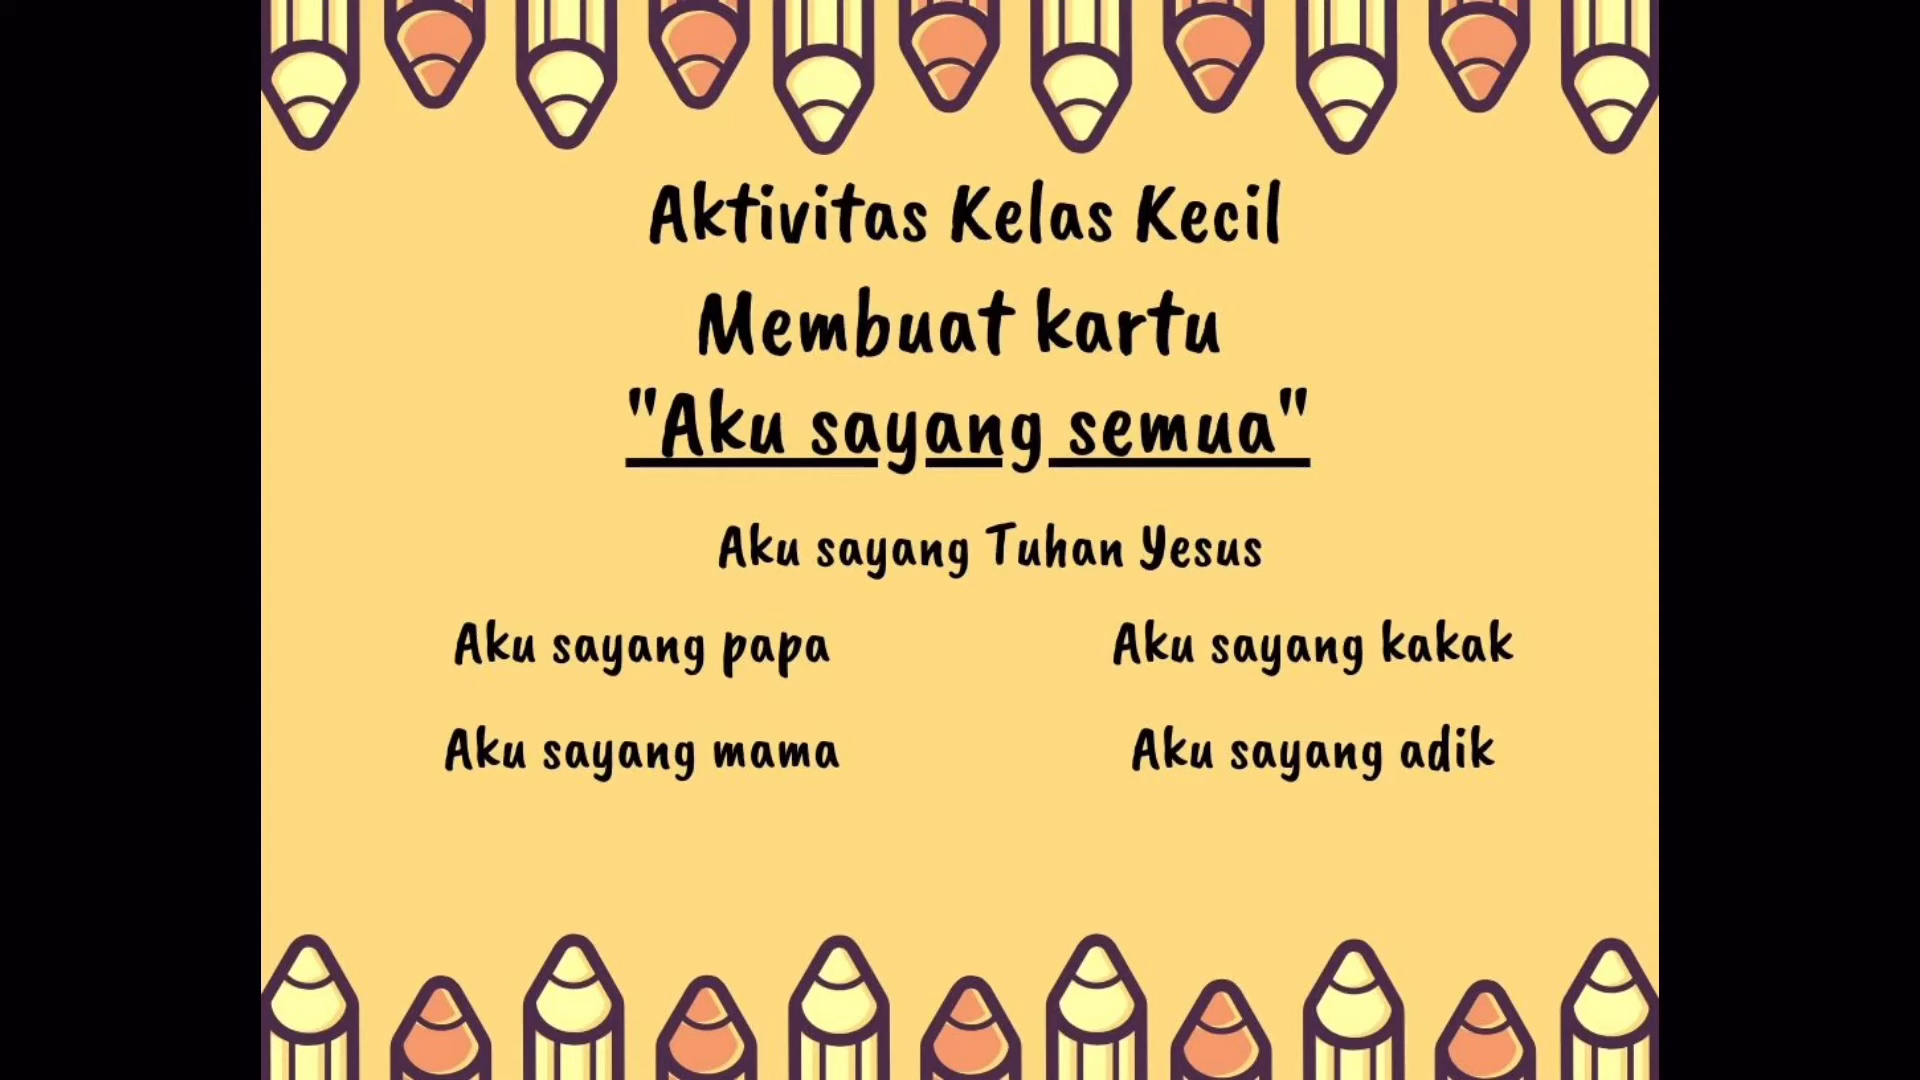 Aktivitas Kelas Kecil
Membuat kartu
"Aku sayang semua"
Aku sayang Tuhan Yesus
Aku sayang papa
Aku sayang mama
Aku sayang kakak
Aku sayang adik